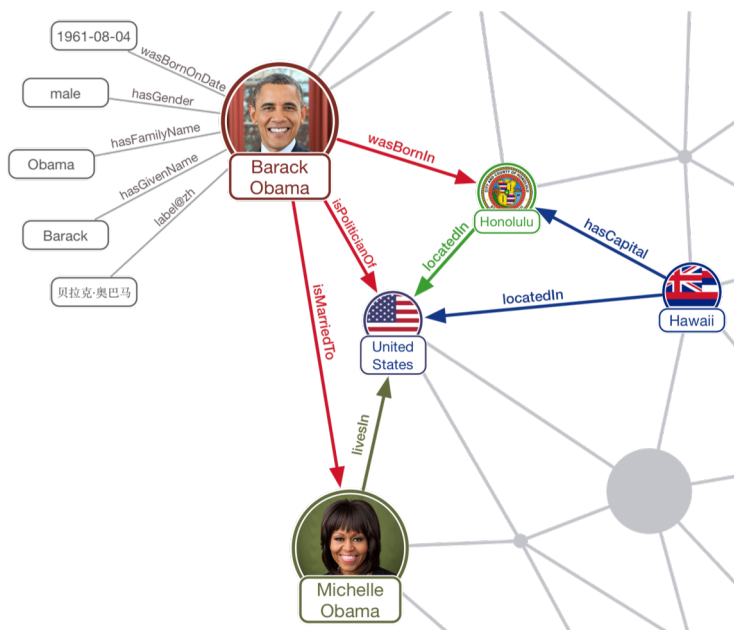 1961-08-04
wasBornOnDate
male
hasGender
hasFamilyName
Obama
hasGivenName
Barack
label@zh
贝拉克·奥巴马
Barack
Obama
wasBornIn
Honolulu
isPoliticianOf
locatedIn
hasCapital
isMarriedTo
locatedIn
Hawaii
United
States
livesIn
Michelle
Obama